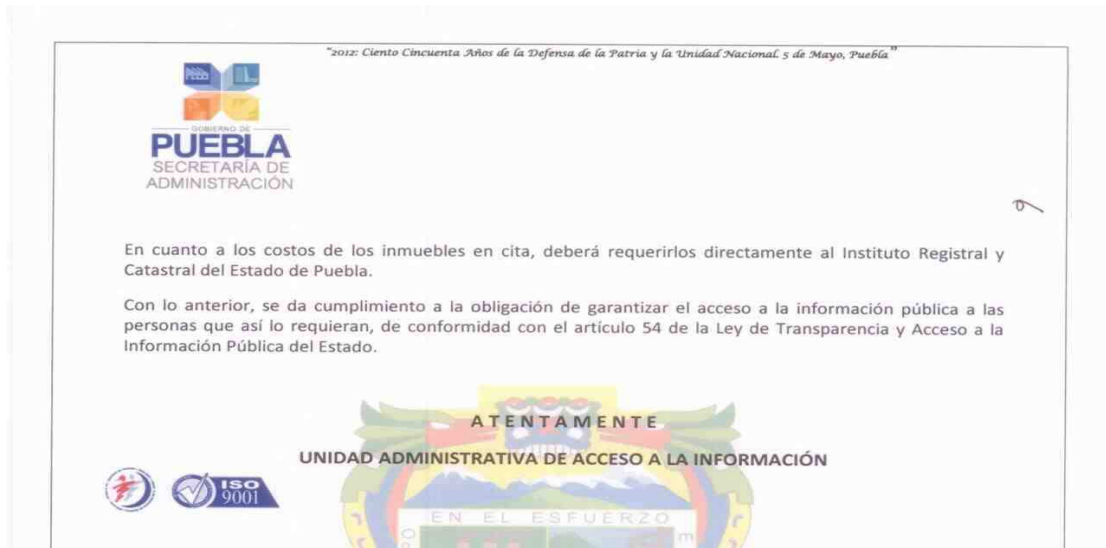 "2012: Ciento Cincuenta Años de la Defensa de la Patria y la Unidad Nacional. 5 de Mayo, Puebla"
GOBIERNO DE
PUEBLA
SECRETARÍA DE
ADMINISTRACIÓN
En cuanto a los costos de los inmuebles en cita, deberá requerirlos directamente al Instituto Registral y
Catastral del Estado de Puebla.
Con lo anterior, se da cumplimiento a la obligación de garantizar el acceso a la información pública a las
personas que así lo requieran, de conformidad con el artículo 54 de la Ley de Transparencia y Acceso a la
Información Pública del Estado.
A T E N T A M E N T E
UNIDAD ADMINISTRATIVA DE ACCESO A LA INFORMACIÓN
ISO
9001
EN EL ESFUERZO